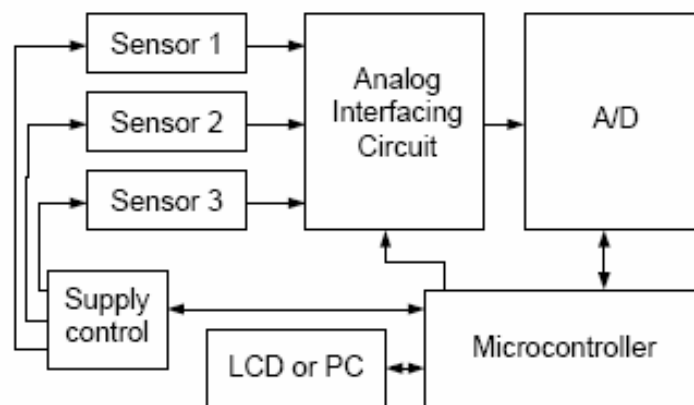 Sensor 1
Sensor 2
Sensor 3
Analog
Interfacing
Circuit
A/D
Supply
control
LCD or PC
Microcontroller